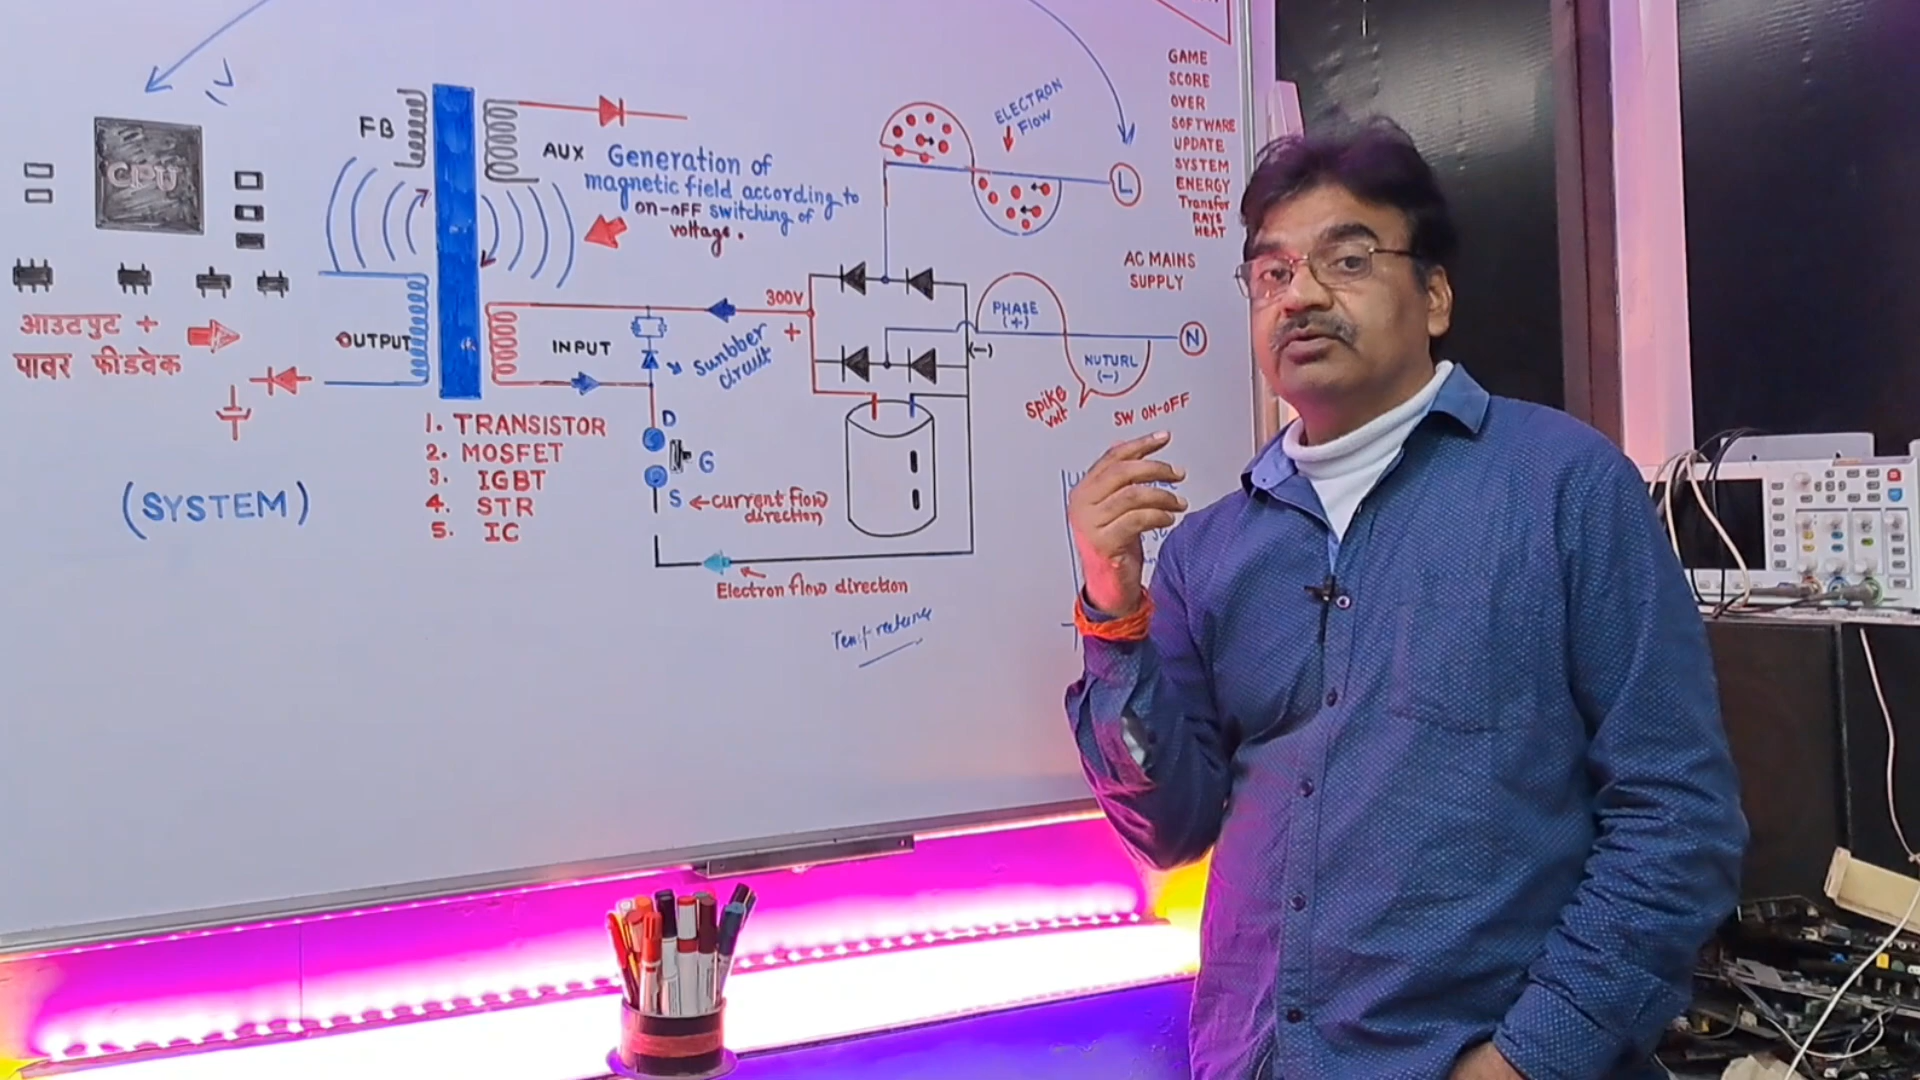 CPU
FB
AUX
Generation of
magnetic field according to
on-oFF switching of
voltage.
ELECTRON
Flow
L
GAME
SCORE
OVER
SOFTWARE
UPDATE
SYSTEM
ENERGY
Transfer
RAYS
HEAT
AC MAINS
SUPPLY
आउटपुट +
पावर फीडवेक
OUTPUT
INPUT
300V
+
sunbber
circuit
PHASE
(+)
(-)
N
NUTURL
(-)
Spike
volt
SW ON-OFF
1. TRANSISTOR
2. MOSFET
3. IGBT
4. STR
5. IC
(SYSTEM)
D
G
S
current flow
direction
Electron flow direction